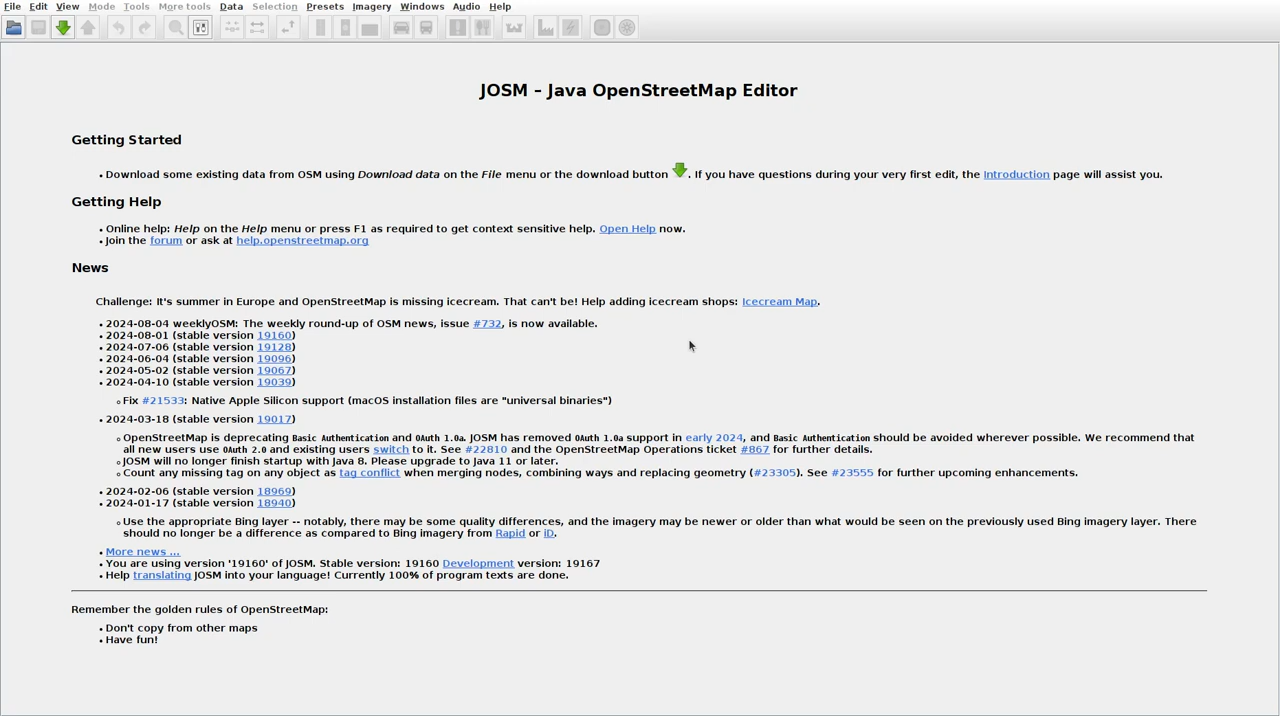 File Edit View Mode Tools More tools Data Selection Presets Imagery Windows Audio Help
JOSM – Java OpenStreetMap Editor
Getting Started
• Download some existing data from OSM using Download data on the File menu or the download button . If you have questions during your very first edit, the Introduction page will assist you.
Getting Help
• Online help: Help on the Help menu or press F1 as required to get context sensitive help. Open Help now.
• Join the forum or ask at help.openstreetmap.org
News
Challenge: It's summer in Europe and OpenStreetMap is missing icecream. That can't be! Help adding icecream shops: Icecream Map.
• 2024-08-04 weeklyOSM: The weekly round-up of OSM news, issue #732, is now available.
• 2024-08-01 (stable version 19160)
• 2024-07-06 (stable version 19128)
• 2024-06-04 (stable version 19096)
• 2024-05-02 (stable version 19067)
• 2024-04-10 (stable version 19039)
◦ Fix #21533: Native Apple Silicon support (macOS installation files are "universal binaries")
• 2024-03-18 (stable version 19017)
◦ OpenStreetMap is deprecating Basic Authentication and OAuth 1.0a. JOSM has removed OAuth 1.0a support in early 2024, and Basic Authentication should be avoided wherever possible. We recommend that
all new users use OAuth 2.0 and existing users switch to it. See #22810 and the OpenStreetMap Operations ticket #867 for further details.
◦ JOSM will no longer finish startup with Java 8. Please upgrade to Java 11 or later.
◦ Count any missing tag on any object as tag conflict when merging nodes, combining ways and replacing geometry (#23305). See #23555 for further upcoming enhancements.
• 2024-02-06 (stable version 18969)
• 2024-01-17 (stable version 18940)
◦ Use the appropriate Bing layer -- notably, there may be some quality differences, and the imagery may be newer or older than what would be seen on the previously used Bing imagery layer. There
should no longer be a difference as compared to Bing imagery from Rapid or iD.
• More news ...
• You are using version '19160' of JOSM. Stable version: 19160 Development version: 19167
• Help translating JOSM into your language! Currently 100% of program texts are done.
Remember the golden rules of OpenStreetMap:
• Don't copy from other maps
• Have fun!